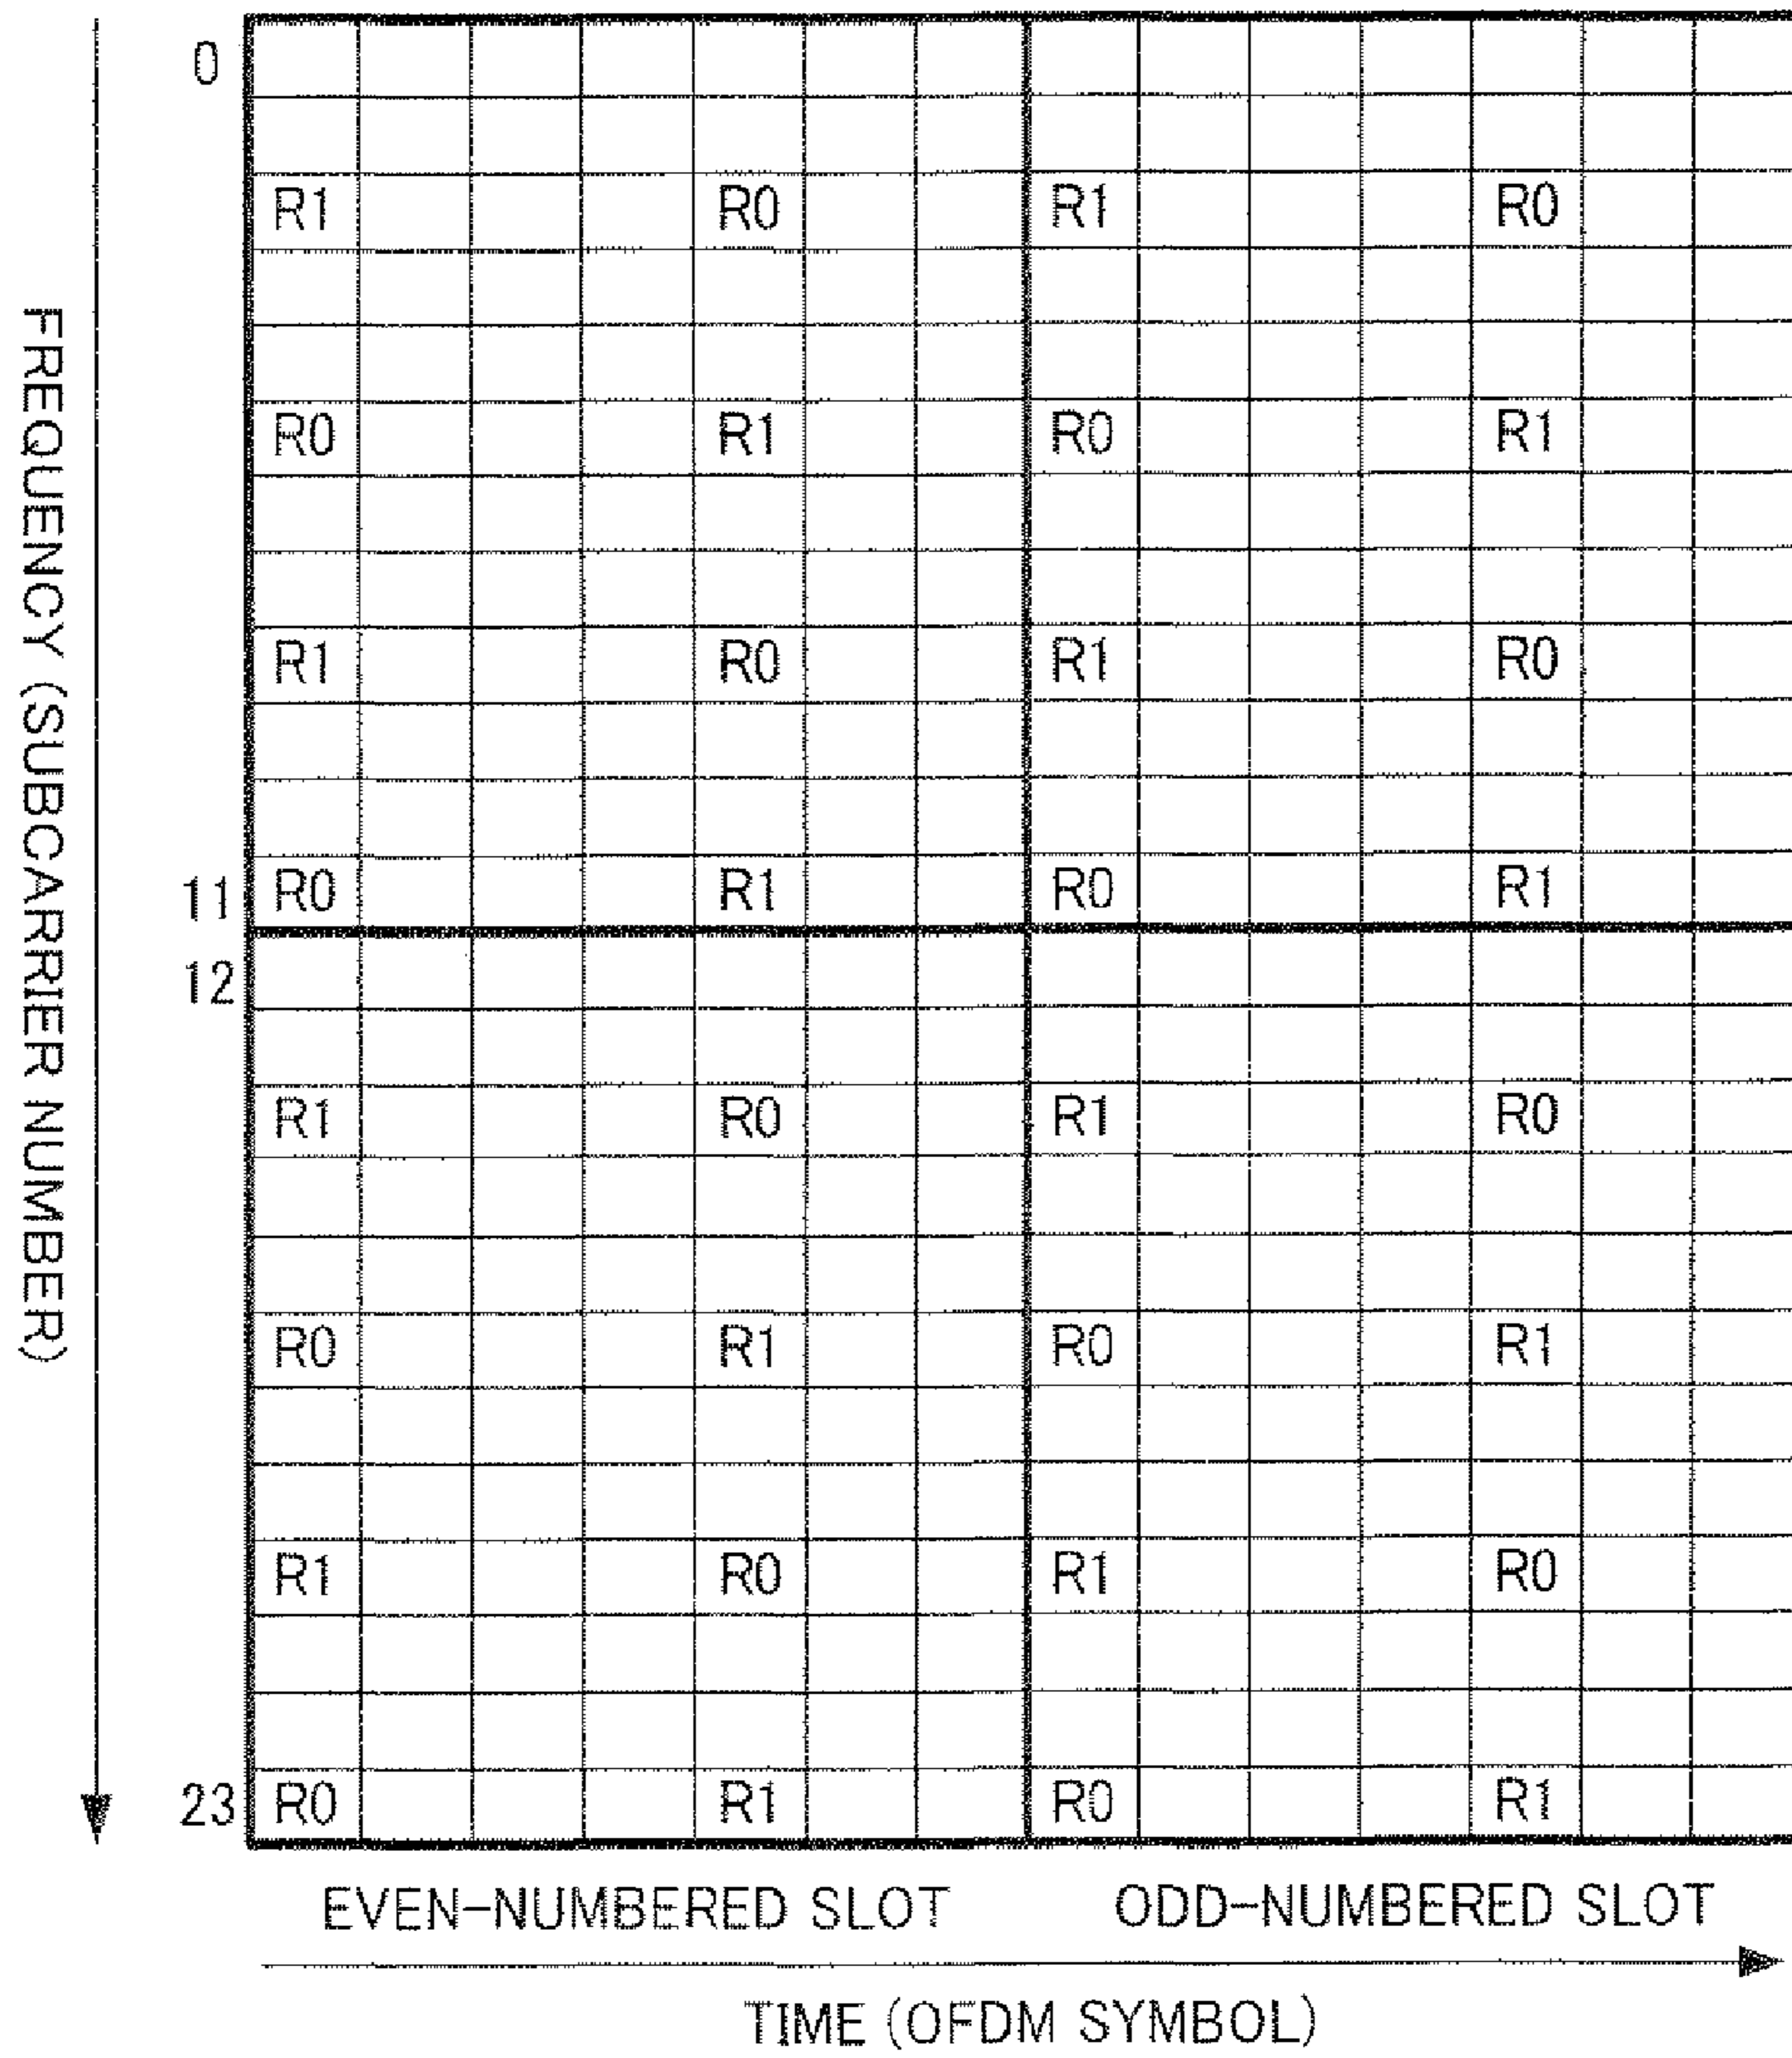 0
R1 R0 R1 R0
R0 R1 R0 R1
R1 R0 R1 R0
11 R0 R1 R0 R1
12
R1 R0 R1 R0
R0 R1 R0 R1
R1 R0 R1 R0
23 R0 R1 R0 R1
FREQUENCY (SUBCARRIER NUMBER)
EVEN-NUMBERED SLOT ODD-NUMBERED SLOT
TIME (OFDM SYMBOL)